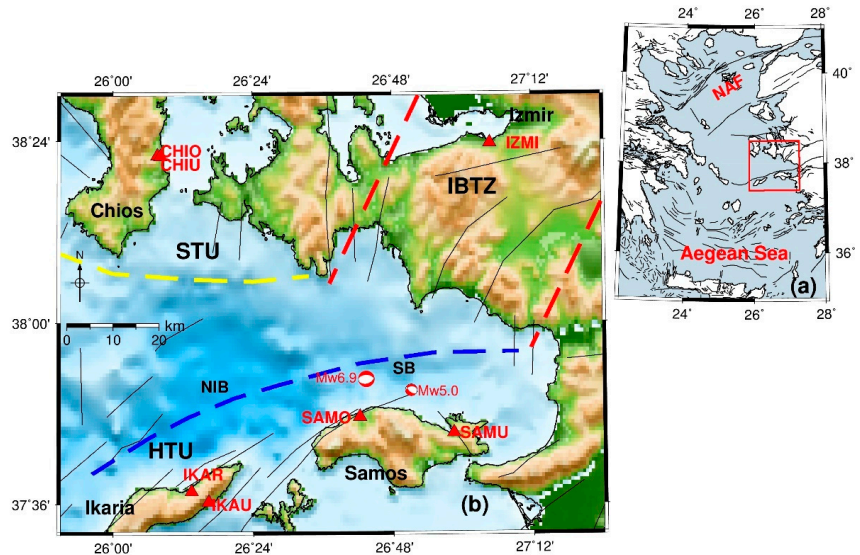 24°
26°
28°
40°
NAF
38°
36°
Aegean Sea
(a)
24°
26°
28°
26°00'
26°24'
26°48'
27°12'
38°24'
CHIO
CHIU
Izmir
IZMI
Chios
IBTZ
STU
N
38°00'
0
10
20
km
NIB
SB
Mw6.9
Mw5.0
SAMO
SAMU
HTU
IKAR
IKAU
Samos
Ikaria
(b)
37°36'
26°00'
26°24'
26°48'
27°12'